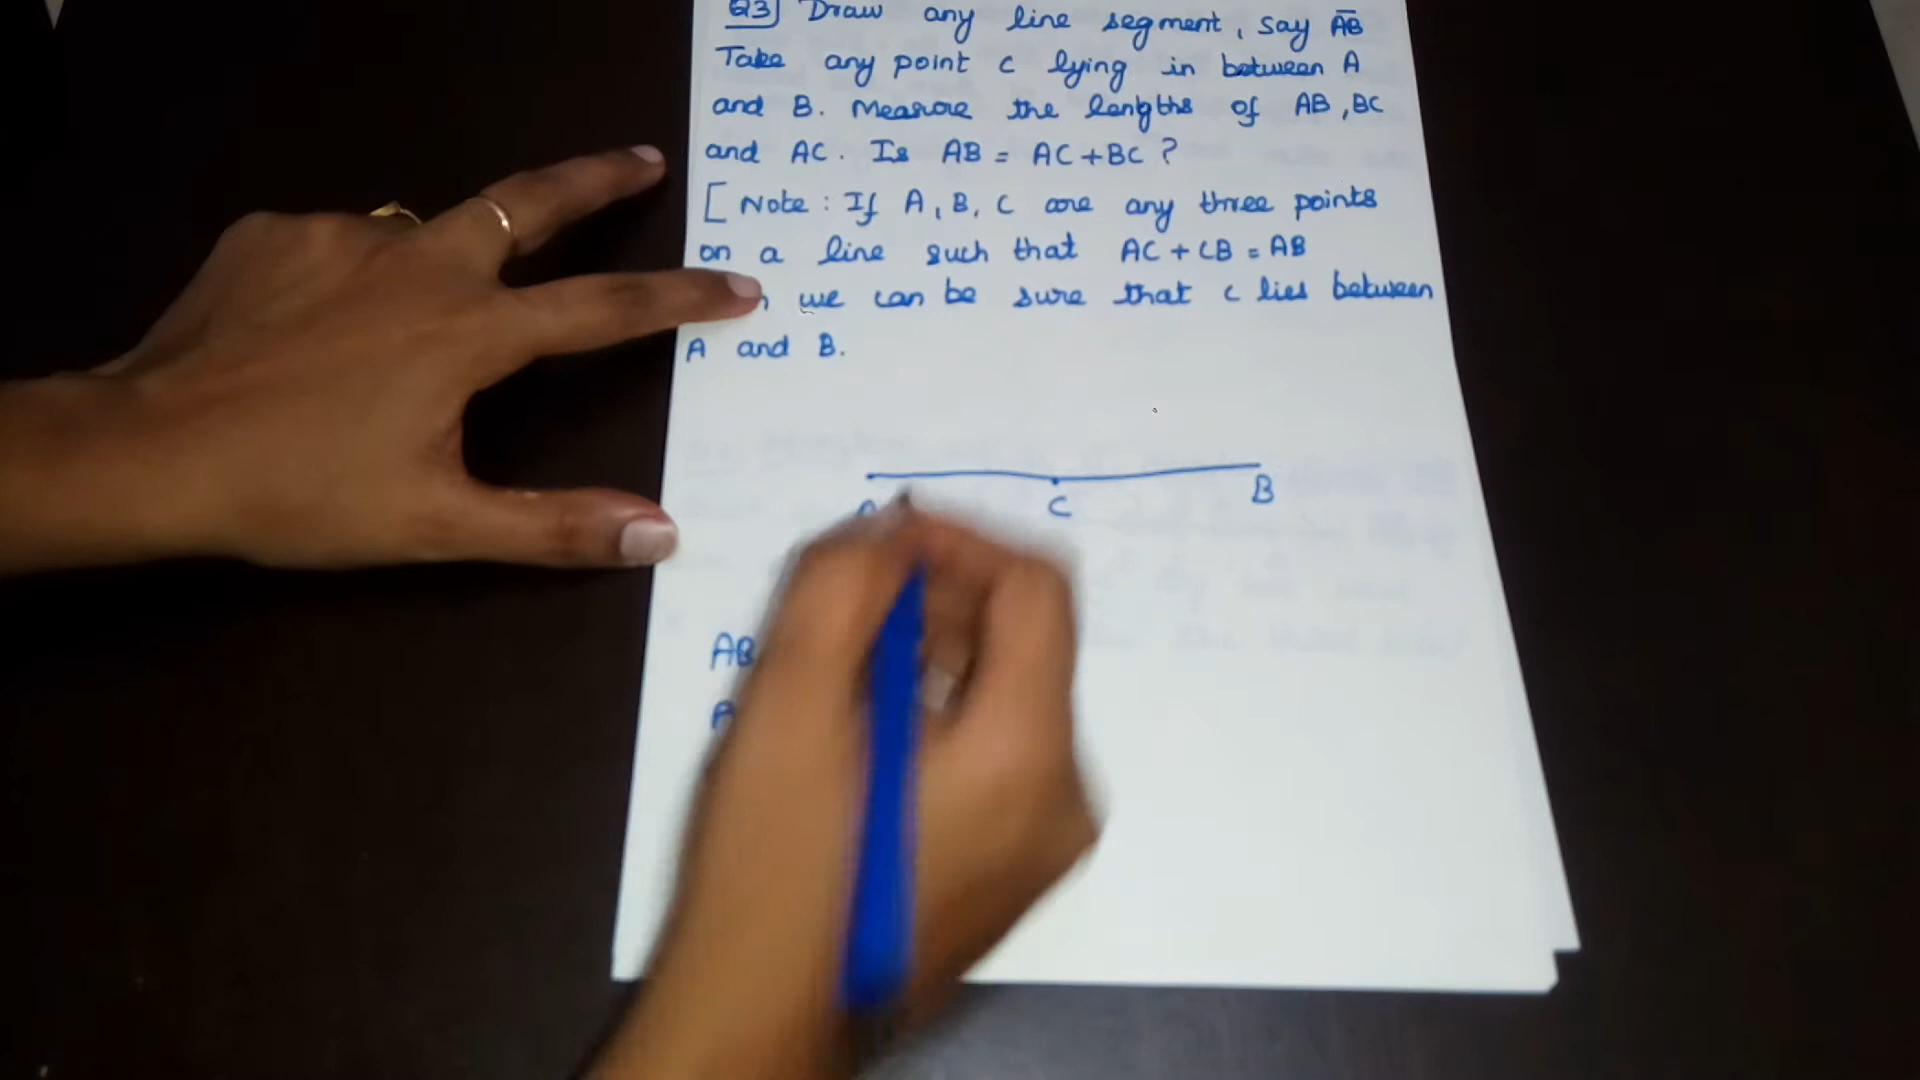 Q3 Draw any line segment, say AB
Take any point C lying in between A
and B. Measure the lengths of AB, BC
and AC. Is AB = AC + BC ?
[ Note : If A, B, C are any three points
on a line such that AC + CB = AB
we can be sure that C lies between
A and B.
C B
AB